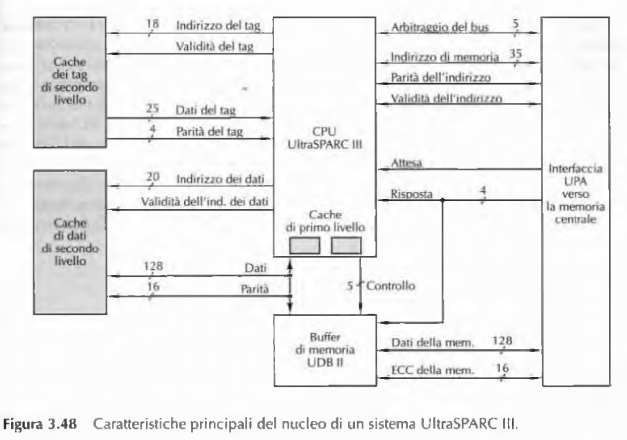 18 Indirizzo del tag
Validità del tag
Cache
dei tag
di secondo
livello
25 Dati del tag
4 Parità del tag
20 Indirizzo dei dati
Validità dell'ind. dei dati
Cache
di dati
di secondo
livello
128 Dati
16 Parità
CPU
UltraSPARC III
Cache
di primo livello
5 Controllo
Buffer
di memoria
UDB II
Arbitraggio del bus 5
Indirizzo di memoria 35
Parità dell'indirizzo
Validità dell'indirizzo
Attesa
Risposta 4
Dati della mem. 128
ECC della mem. 16
Interfaccia
UPA
verso
la memoria
centrale
Figura 3.48 Caratteristiche principali del nucleo di un sistema UltraSPARC III.